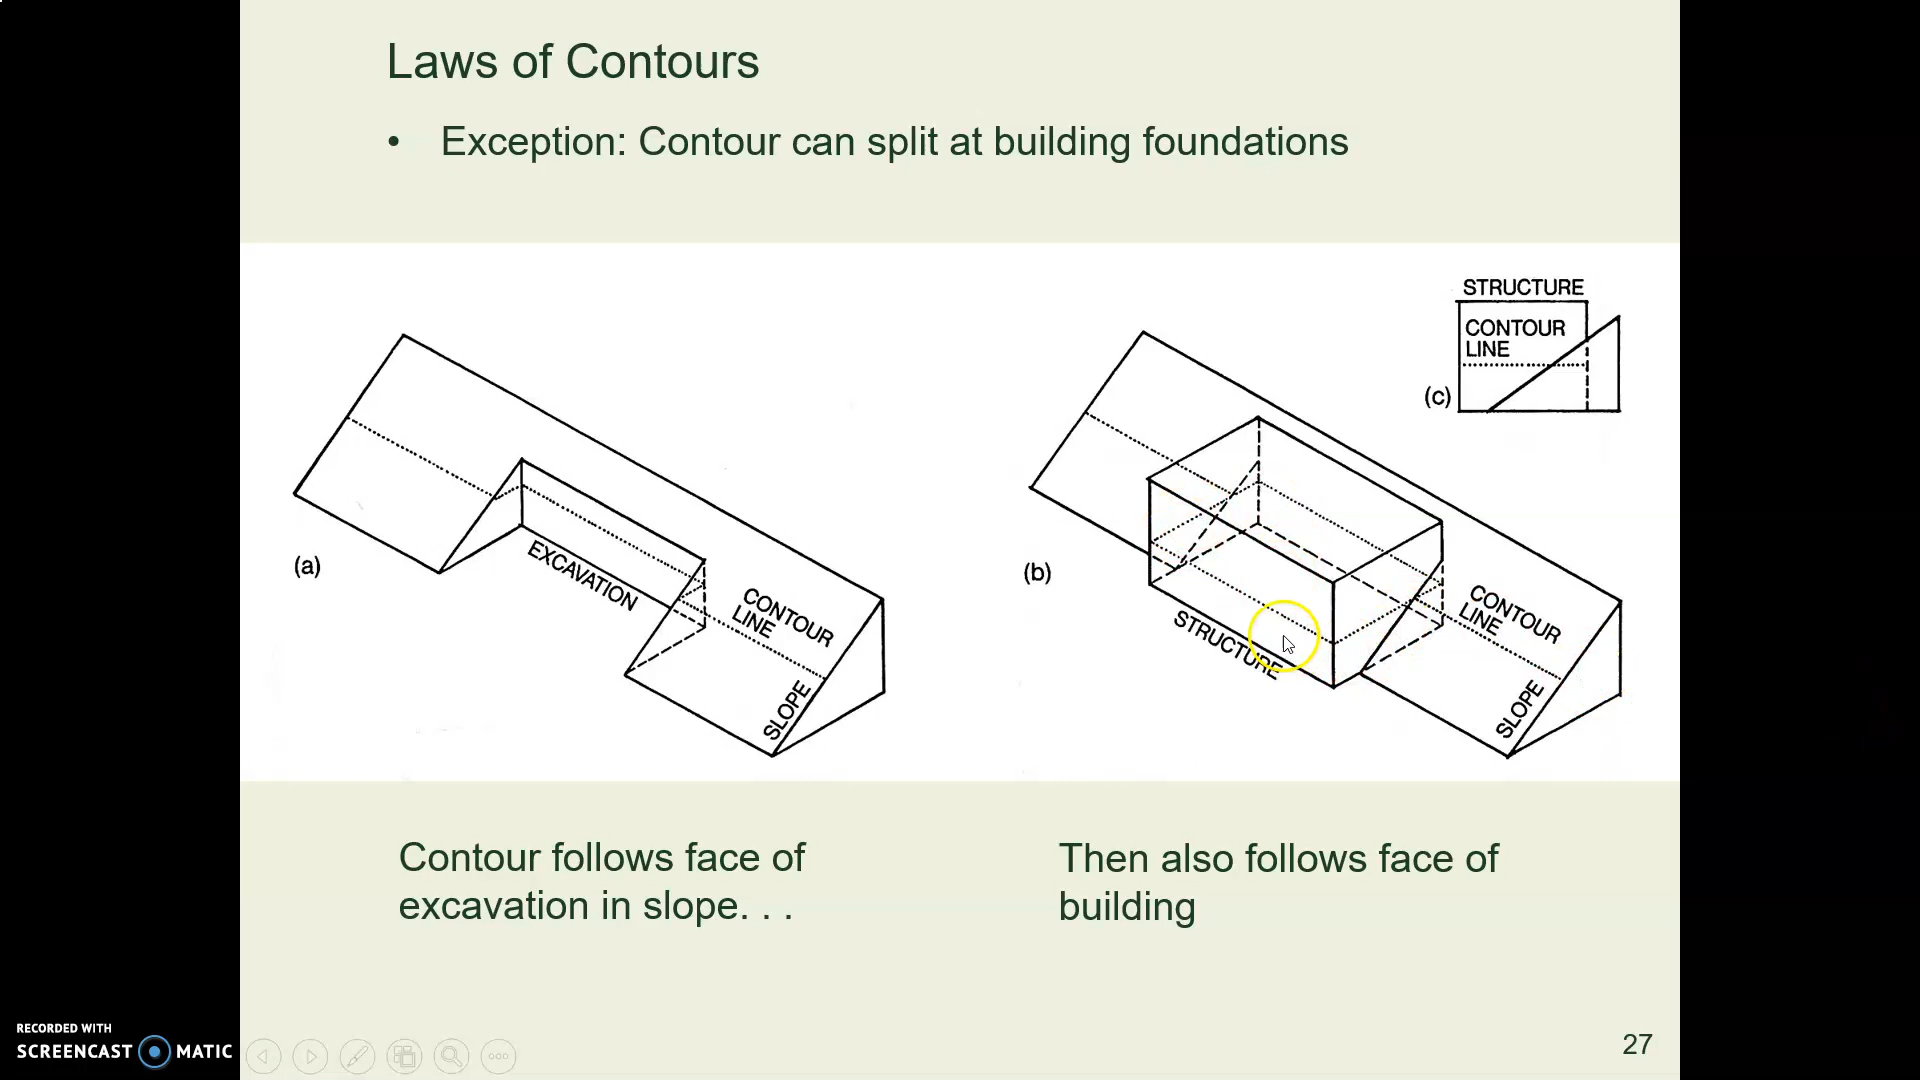 Laws of Contours
• Exception: Contour can split at building foundations
STRUCTURE
CONTOUR
LINE
(c)
(a)
EXCAVATION
CONTOUR
LINE
SLOPE
(b)
STRUCTURE
CONTOUR
LINE
SLOPE
Contour follows face of
excavation in slope. . .
Then also follows face of
building
RECORDED WITH
SCREENCAST MATIC
27